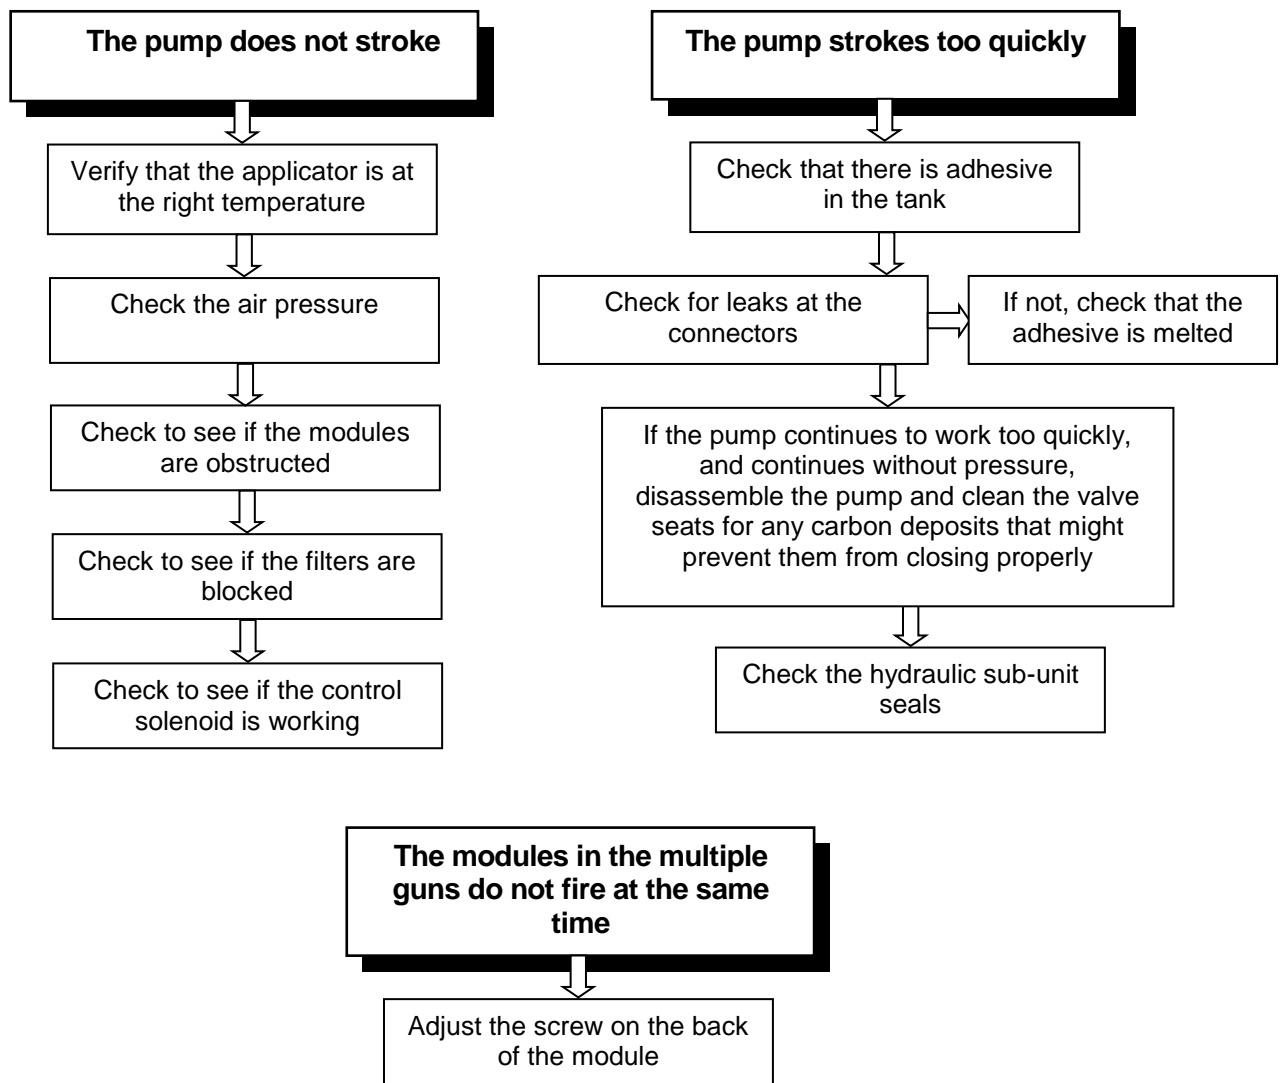 The pump does not stroke
Verify that the applicator is at
the right temperature
Check the air pressure
Check to see if the modules
are obstructed
Check to see if the filters are
blocked
Check to see if the control
solenoid is working
The pump strokes too quickly
Check that there is adhesive
in the tank
Check for leaks at the
connectors
If not, check that the
adhesive is melted
If the pump continues to work too quickly,
and continues without pressure,
disassemble the pump and clean the valve
seats for any carbon deposits that might
prevent them from closing properly
Check the hydraulic sub-unit
seals
The modules in the multiple
guns do not fire at the same
time
Adjust the screw on the back
of the module